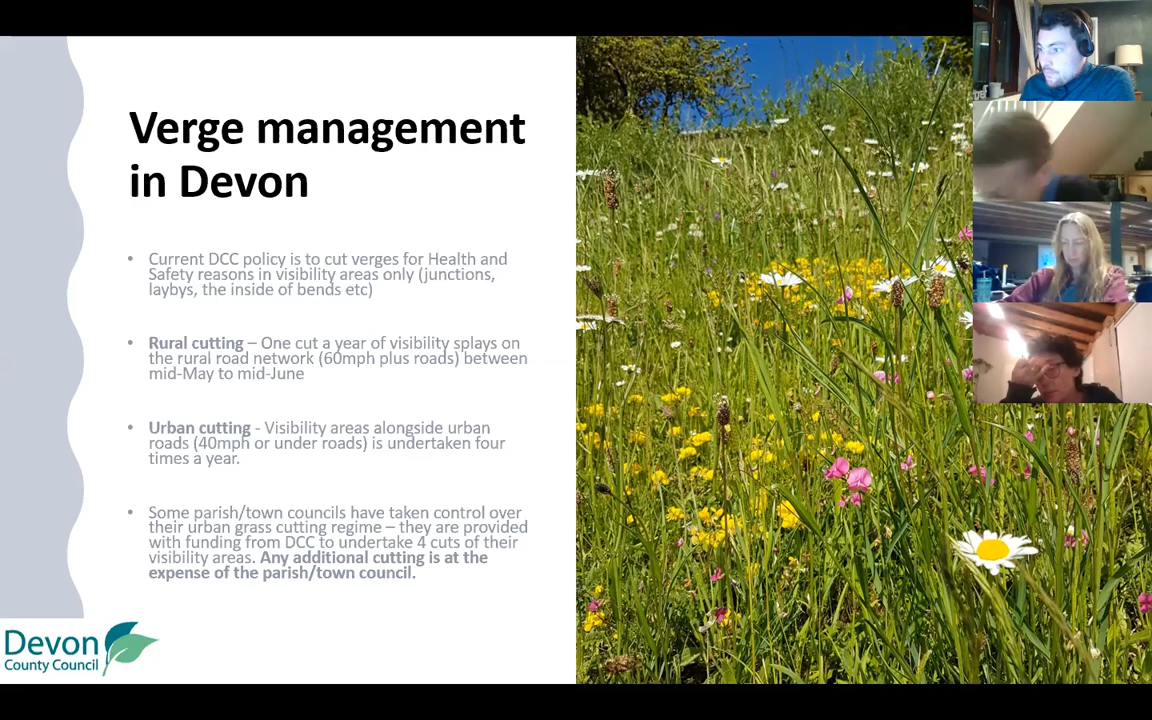 Verge management
in Devon
• Current DCC policy is to cut verges for Health and
Safety reasons in visibility areas only (junctions,
laybys, the inside of bends etc)
• Rural cutting – One cut a year of visibility splays on
the rural road network (60mph plus roads) between
mid-May to mid-June
• Urban cutting - Visibility areas alongside urban
roads (40mph or under roads) is undertaken four
times a year.
• Some parish/town councils have taken control over
their urban grass cutting regime – they are provided
with funding from DCC to undertake 4 cuts of their
visibility areas. Any additional cutting is at the
expense of the parish/town council.
Devon
County Council